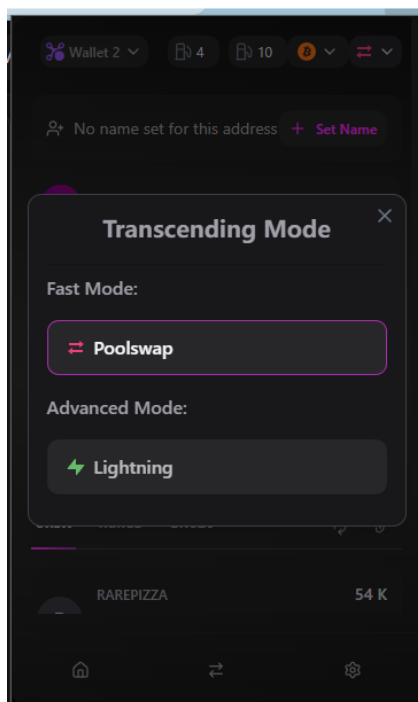 Wallet 2
4
10
No name set for this address
+ Set Name
Transcending Mode
Fast Mode:
Poolswap
Advanced Mode:
Lightning
RAREPIZZA
54 K